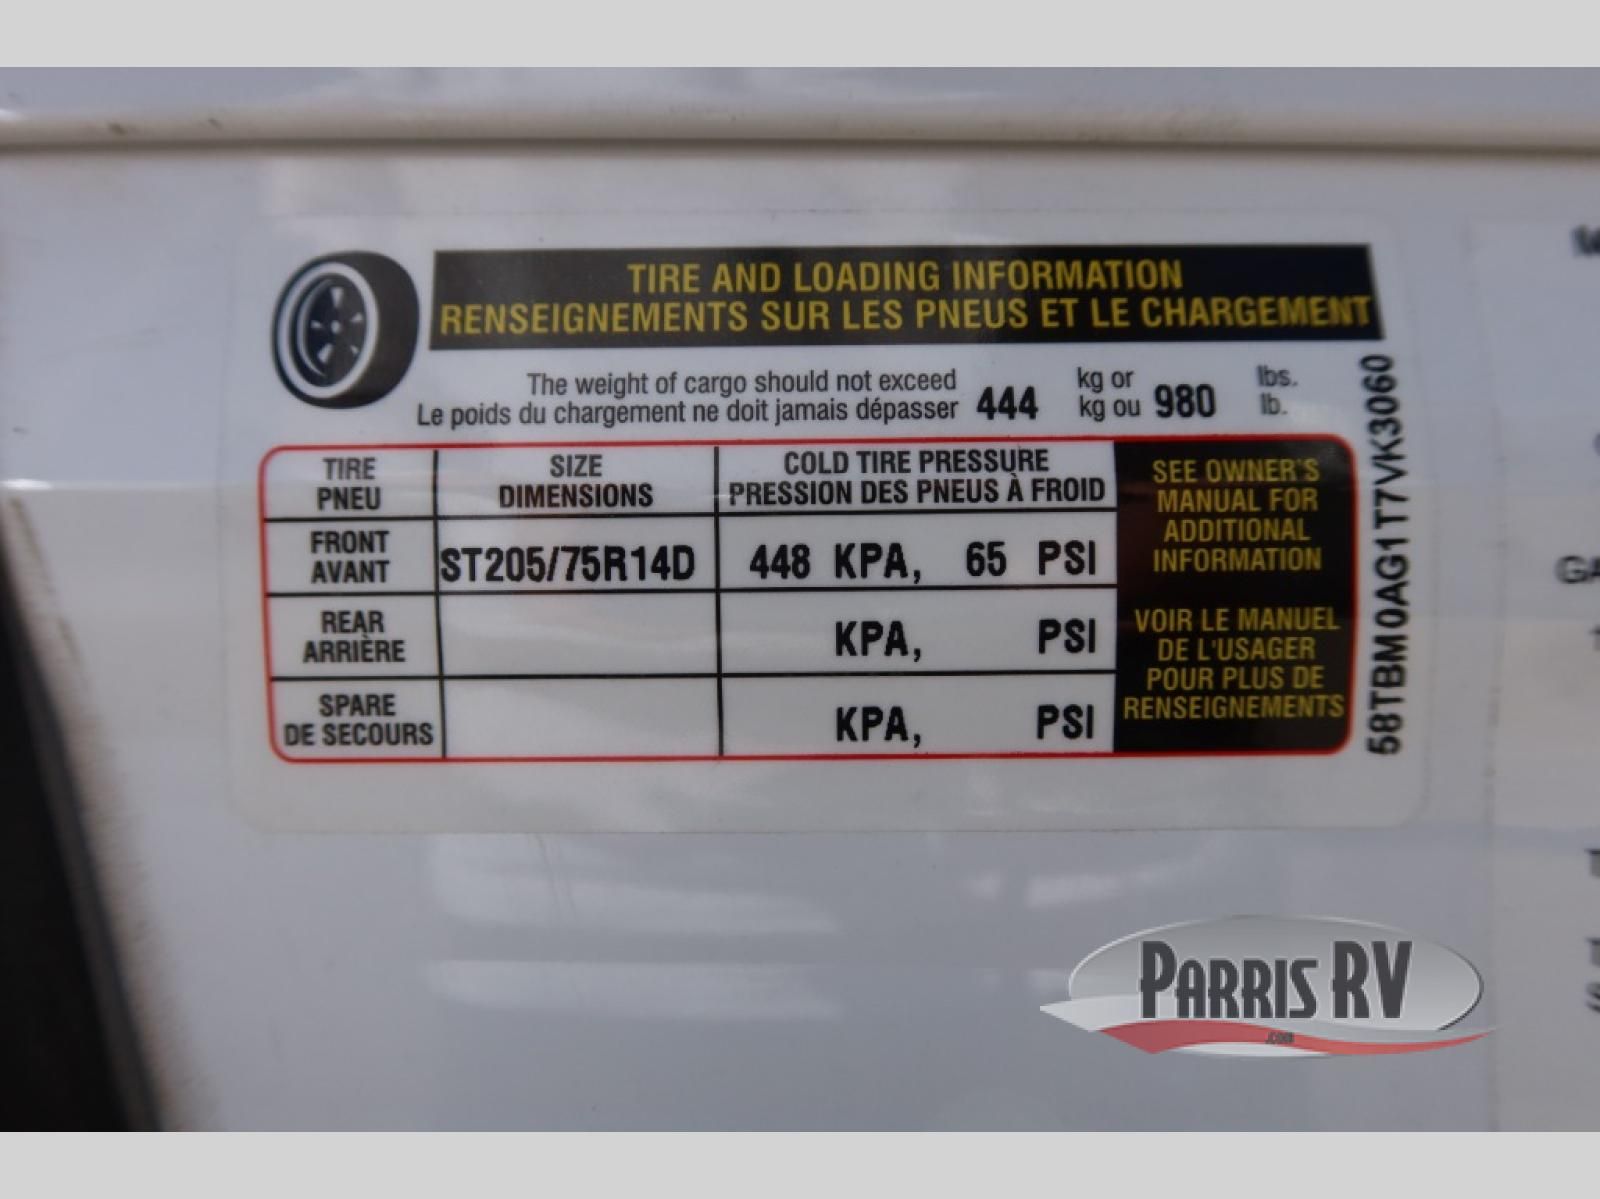 TIRE AND LOADING INFORMATION
RENSEIGNEMENTS SUR LES PNEUS ET LE CHARGEMENT
The weight of cargo should not exceed 444 kg or 980 lbs.
Le poids du chargement ne doit jamais dépasser kg ou lb.
TIRE SIZE COLD TIRE PRESSURE
PNEU DIMENSIONS PRESSION DES PNEUS À FROID
FRONT
AVANT
ST205/75R14D 448 KPA, 65 PSI
REAR
ARRIÈRE
KPA, PSI
SPARE
DE SECOURS
KPA, PSI
SEE OWNER'S
MANUAL FOR
ADDITIONAL
INFORMATION
VOIR LE MANUEL
DE L'USAGER
POUR PLUS DE
RENSEIGNEMENTS
58TBM0AG1T7VK3060
GA
PARRIS RV
.COM